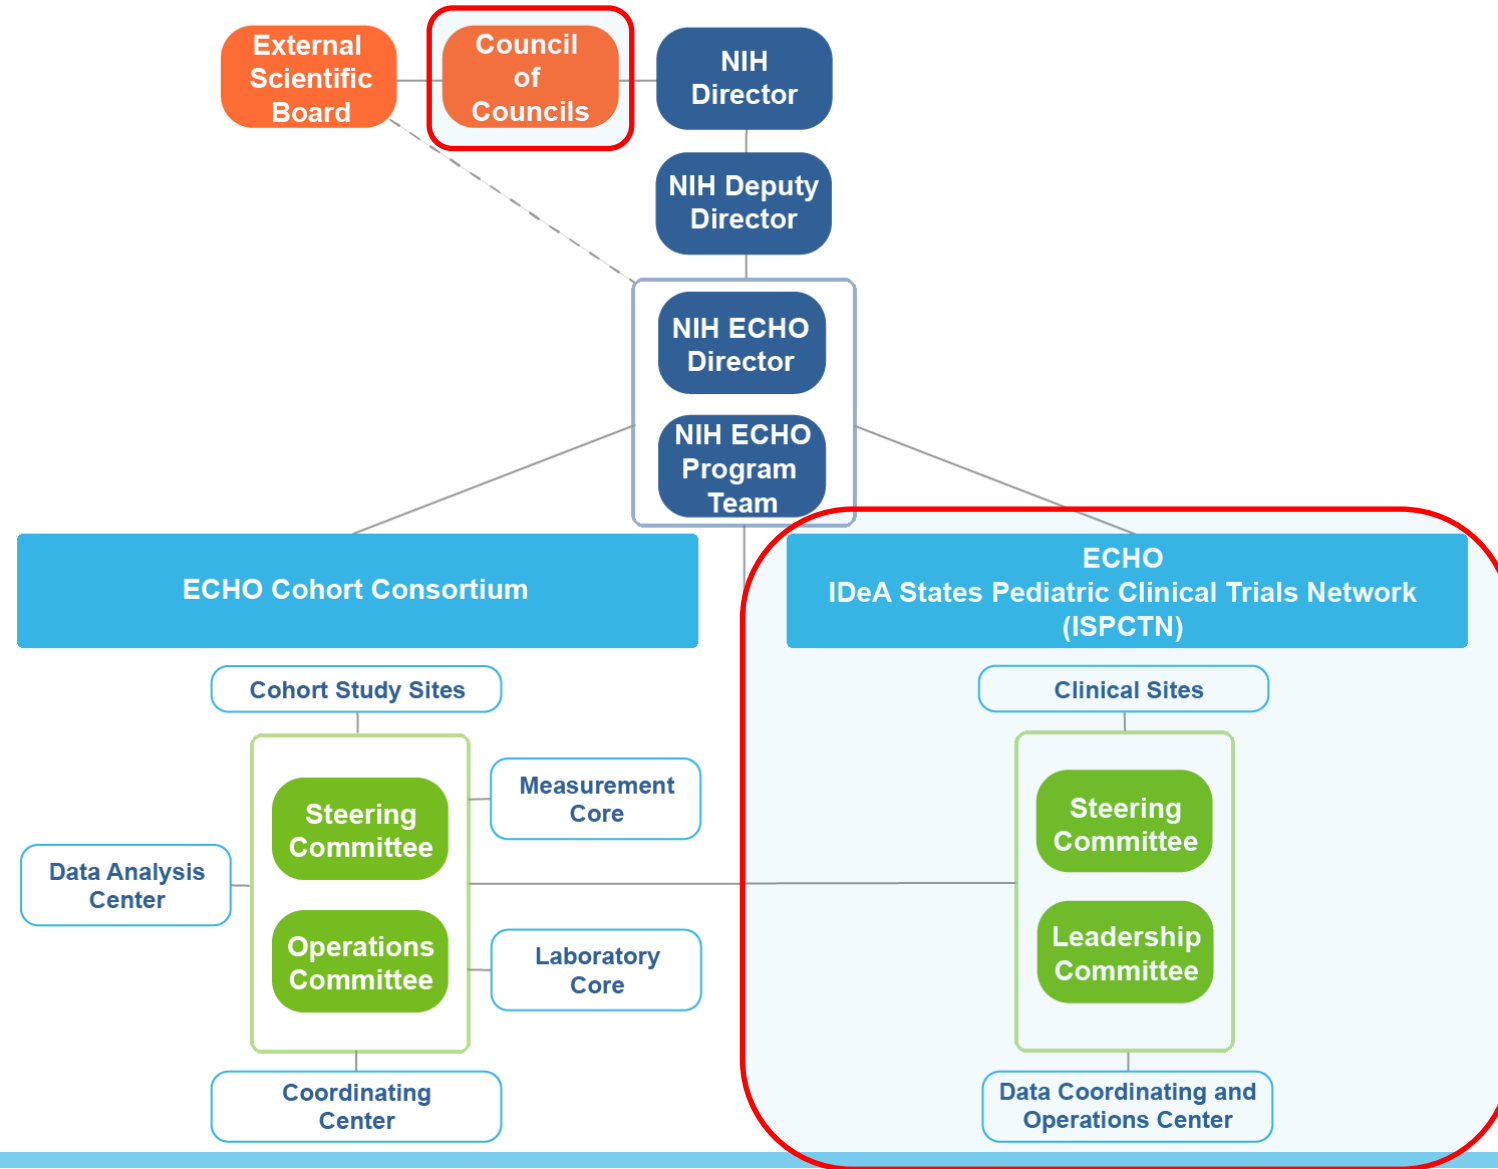 External
Scientific
Board
Council
of
Councils
NIH
Director
NIH Deputy
Director
NIH ECHO
Director
NIH ECHO
Program
Team
ECHO Cohort Consortium
ECHO
IDeA States Pediatric Clinical Trials Network
(ISPCTN)
Cohort Study Sites
Steering
Committee
Measurement
Core
Data Analysis
Center
Operations
Committee
Laboratory
Core
Coordinating
Center
Clinical Sites
Steering
Committee
Leadership
Committee
Data Coordinating and
Operations Center